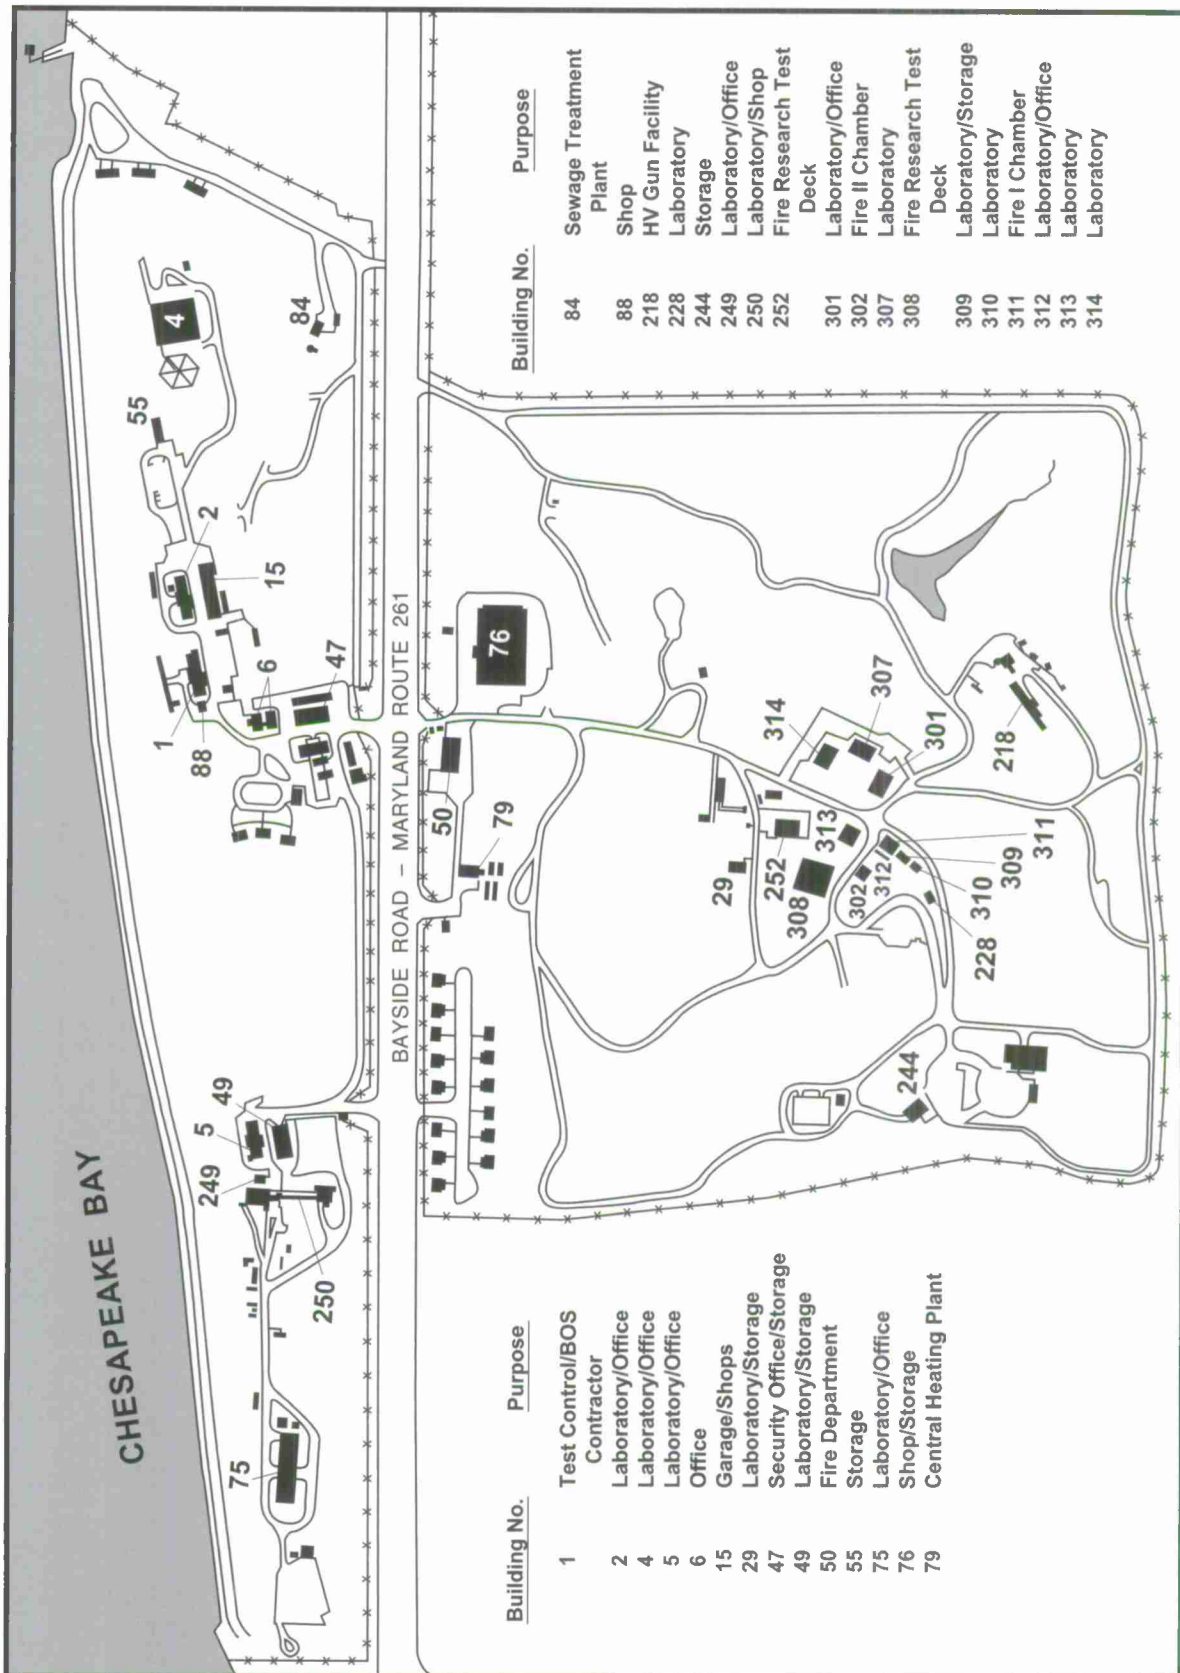 CHESAPEAKE BAY
4
84
55
2
15
1
88
6
47
5
49
249
250
75
BAYSIDE ROAD – MARYLAND ROUTE 261
76
50
79
314
307
301
218
29
252
313
308
302
312
311
309
310
228
244
Building No. Purpose
1 Test Control/BOS
Contractor
2 Laboratory/Office
4 Laboratory/Office
5 Laboratory/Office
6 Office
15 Garage/Shops
29 Laboratory/Storage
47 Security Office/Storage
49 Laboratory/Storage
50 Fire Department
55 Storage
75 Laboratory/Office
76 Shop/Storage
79 Central Heating Plant
Building No. Purpose
84 Sewage Treatment
Plant
88 Shop
218 HV Gun Facility
228 Laboratory
244 Storage
249 Laboratory/Office
250 Laboratory/Shop
252 Fire Research Test
Deck
301 Laboratory/Office
302 Fire II Chamber
307 Laboratory
308 Fire Research Test
Deck
309 Laboratory/Storage
310 Laboratory
311 Fire I Chamber
312 Laboratory/Office
313 Laboratory
314 Laboratory